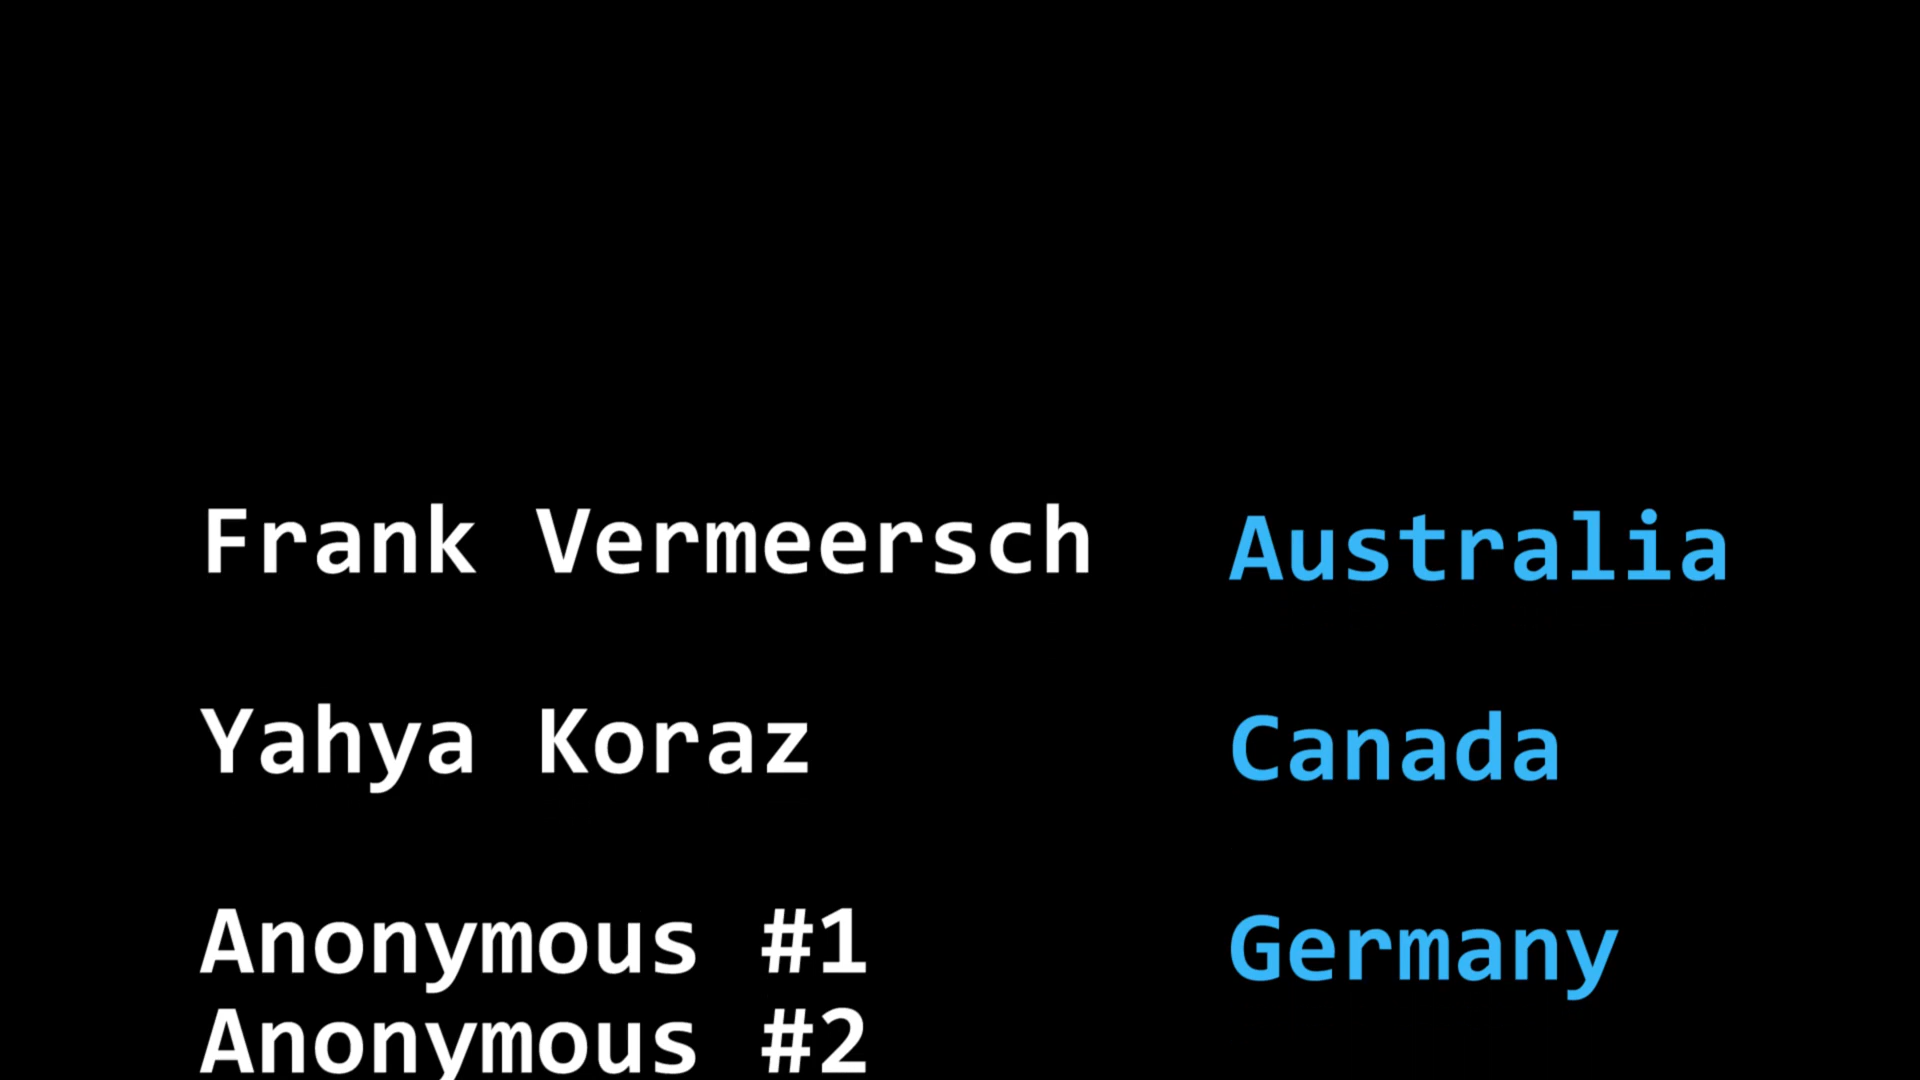 Frank Vermeersch Australia
Yahya Koraz Canada
Anonymous #1 Germany
Anonymous #2